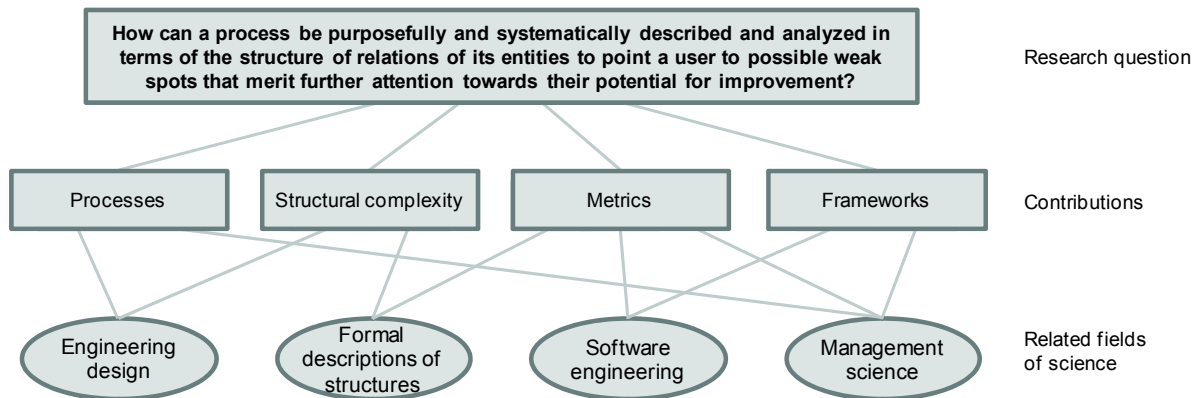 How can a process be purposefully and systematically described and analyzed in
terms of the structure of relations of its entities to point a user to possible weak
spots that merit further attention towards their potential for improvement?
Research question
Processes
Structural complexity
Metrics
Frameworks
Contributions
Engineering
design
Formal
descriptions of
structures
Software
engineering
Management
science
Related fields
of science